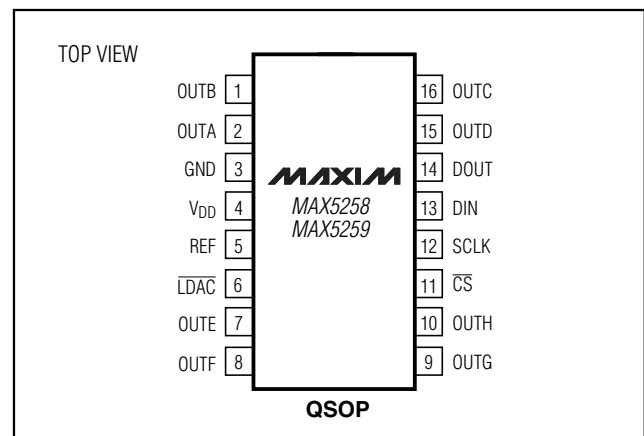 TOP VIEW
OUTB 1
OUTA 2
GND 3
VDD 4
REF 5
LDAC 6
OUTE 7
OUTF 8
16 OUTC
15 OUTD
14 DOUT
13 DIN
12 SCLK
11 CS
10 OUTH
9 OUTG
MAXIM
MAX5258
MAX5259
QSOP